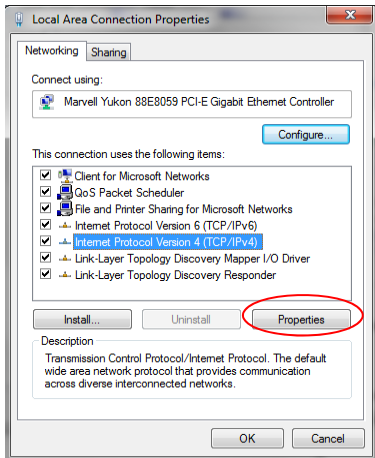 Local Area Connection Properties
Networking
Sharing
Connect using:
Marvell Yukon 88E8059 PCI-E Gigabit Ethernet Controller
Configure...
This connection uses the following items:
Client for Microsoft Networks
QoS Packet Scheduler
File and Printer Sharing for Microsoft Networks
Internet Protocol Version 6 (TCP/IPv6)
Internet Protocol Version 4 (TCP/IPv4)
Link-Layer Topology Discovery Mapper I/O Driver
Link-Layer Topology Discovery Responder
Install...
Uninstall
Properties
Description
Transmission Control Protocol/Internet Protocol. The default
wide area network protocol that provides communication
across diverse interconnected networks.
OK
Cancel